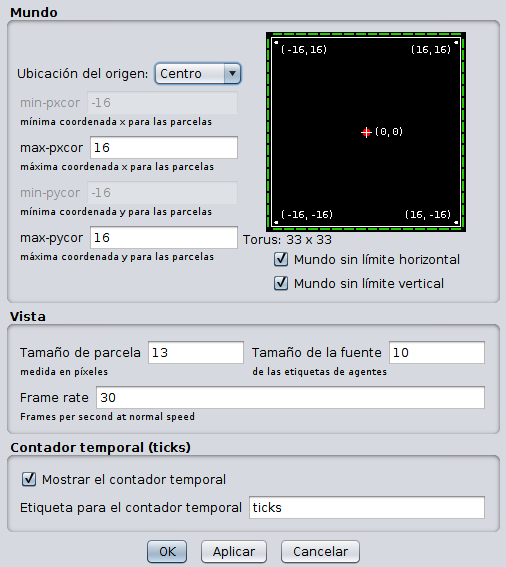 Mundo
Ubicación del origen: Centro
min-pxcor -16
mínima coordenada x para las parcelas
max-pxcor 16
máxima coordenada x para las parcelas
min-pycor -16
mínima coordenada y para las parcelas
max-pycor 16
máxima coordenada y para las parcelas
(-16,16) (16,16)
(0,0)
(-16,-16) (16,-16)
Torus: 33 x 33
Mundo sin límite horizontal
Mundo sin límite vertical
Vista
Tamaño de parcela 13 Tamaño de la fuente 10
medida en píxeles de las etiquetas de agentes
Frame rate 30
Frames per second at normal speed
Contador temporal (ticks)
Mostrar el contador temporal
Etiqueta para el contador temporal ticks
OK Aplicar Cancelar